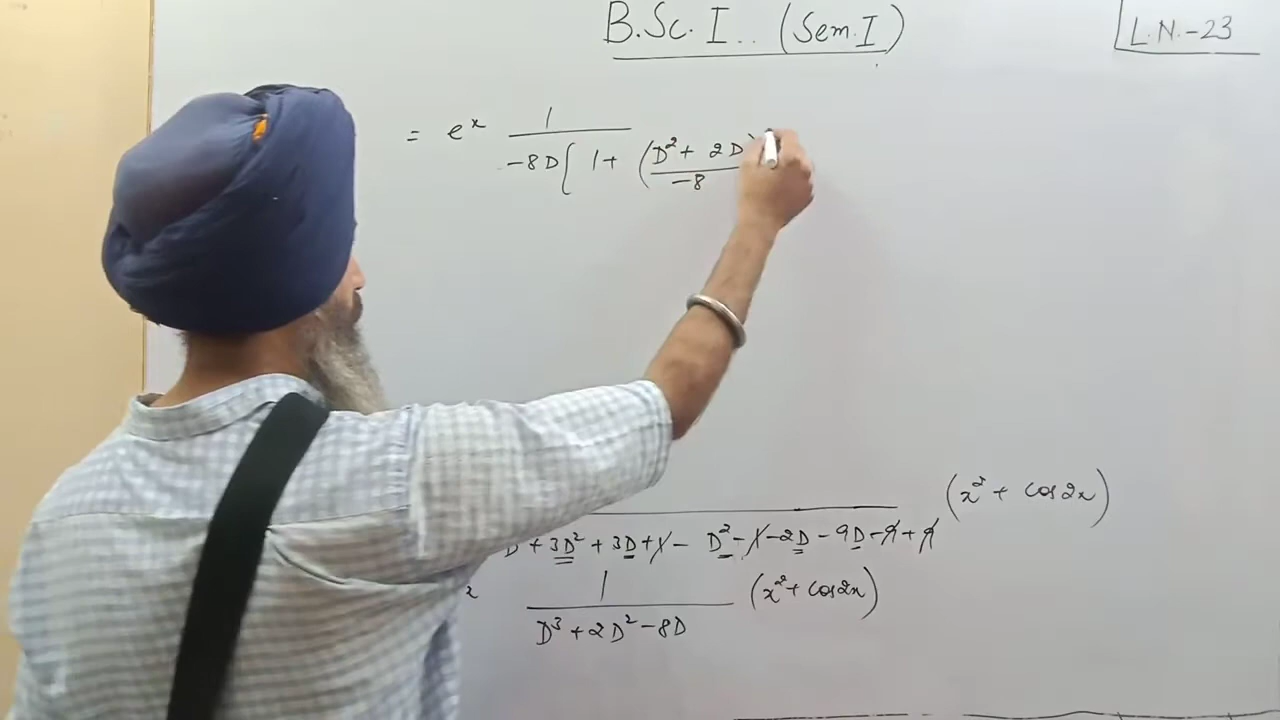 B.Sc. I.. (Sem. I)
L.N.-23
= e^x 1 / -8D[ 1 + (D² + 2D / -8)
(x² + cos2x)
D + 3D² + 3D + 1 - D² - 1 - 2D - 9D - 9 + 9
x 1 / D³ + 2D² - 8D (x² + cos2x)